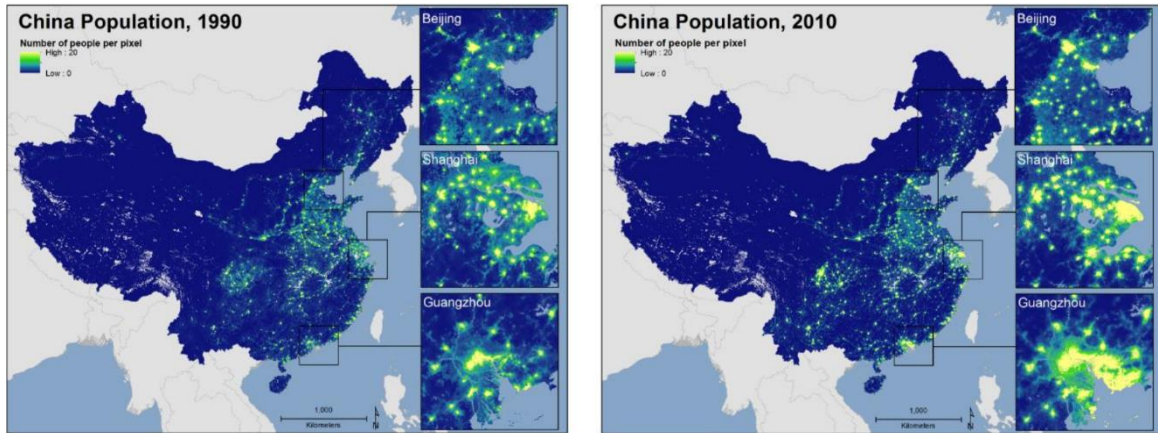 China Population, 1990
Number of people per pixel
High : 20
Low : 0
Beijing
Shanghai
Guangzhou
1,000
Kilometers
N
China Population, 2010
Number of people per pixel
High : 20
Low : 0
Beijing
Shanghai
Guangzhou
1,000
Kilometers
N